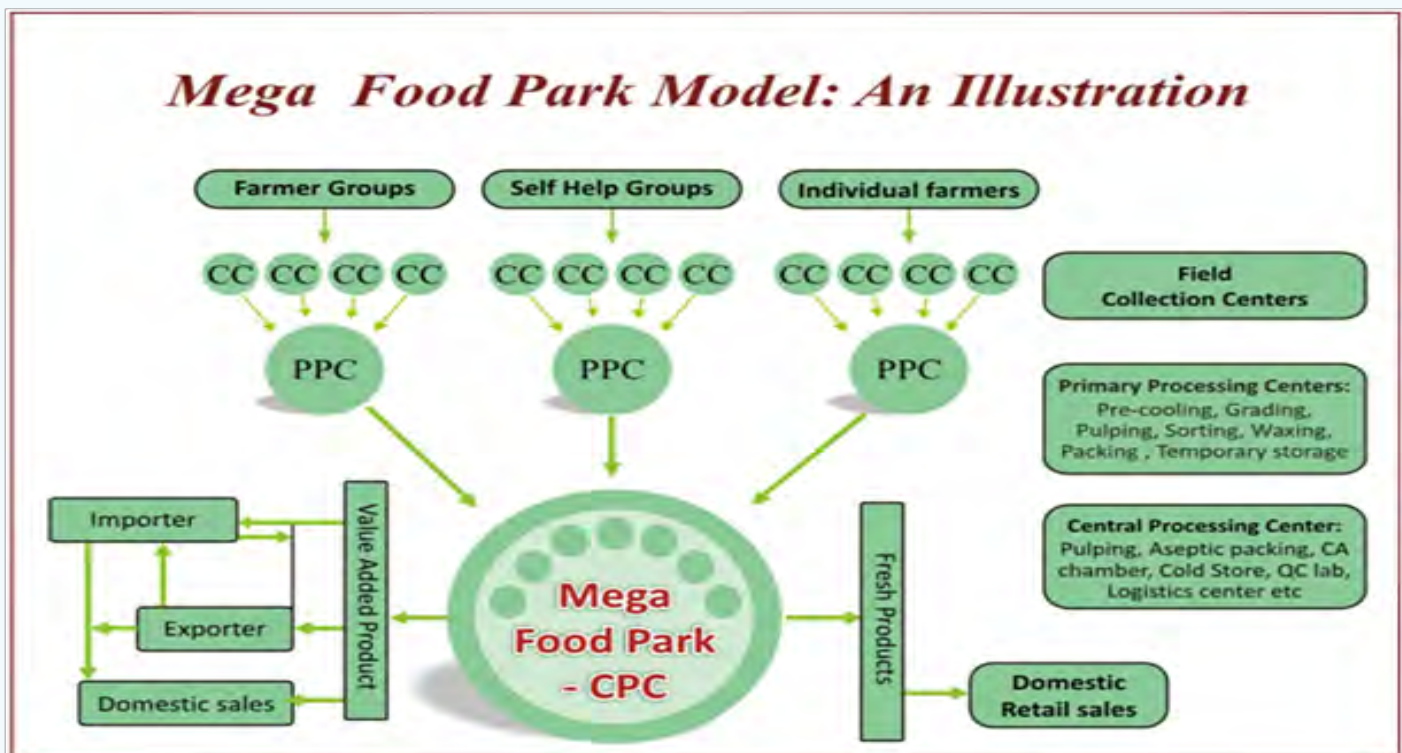 Mega Food Park Model: An Illustration
Farmer Groups
Self Help Groups
Individual farmers
CC CC CC CC
CC CC CC CC
CC CC CC CC
PPC
PPC
PPC
Field
Collection Centers
Primary Processing Centers:
Pre-cooling, Grading,
Pulping, Sorting, Waxing,
Packing , Temporary storage
Central Processing Center:
Pulping, Aseptic packing, CA
chamber, Cold Store, QC lab,
Logistics center etc
Importer
Exporter
Domestic sales
Value Added Product
Mega
Food Park
- CPC
Fresh Products
Domestic
Retail sales